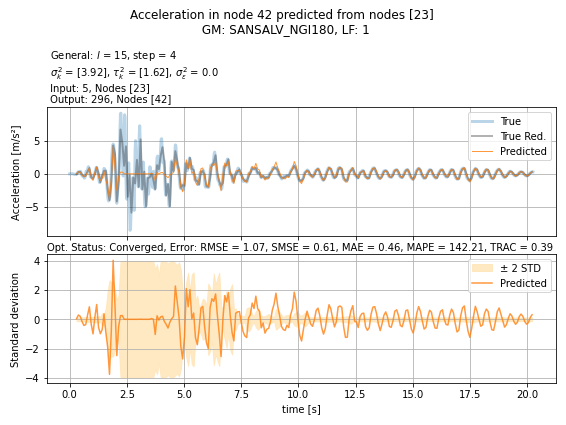 Acceleration in node 42 predicted from nodes [23]
GM: SANSALV_NGI180, LF: 1
General: l = 15, step = 4
σ²ₖ = [3.92], τ²ₖ = [1.62], σ²ε = 0.0
Input: 5, Nodes [23]
Output: 296, Nodes [42]
Acceleration [m/s²]
5
0
−5
True
True Red.
Predicted
Opt. Status: Converged, Error: RMSE = 1.07, SMSE = 0.61, MAE = 0.46, MAPE = 142.21, TRAC = 0.39
Standard deviation
4
2
0
−2
−4
± 2 STD
Predicted
0.0 2.5 5.0 7.5 10.0 12.5 15.0 17.5 20.0
time [s]